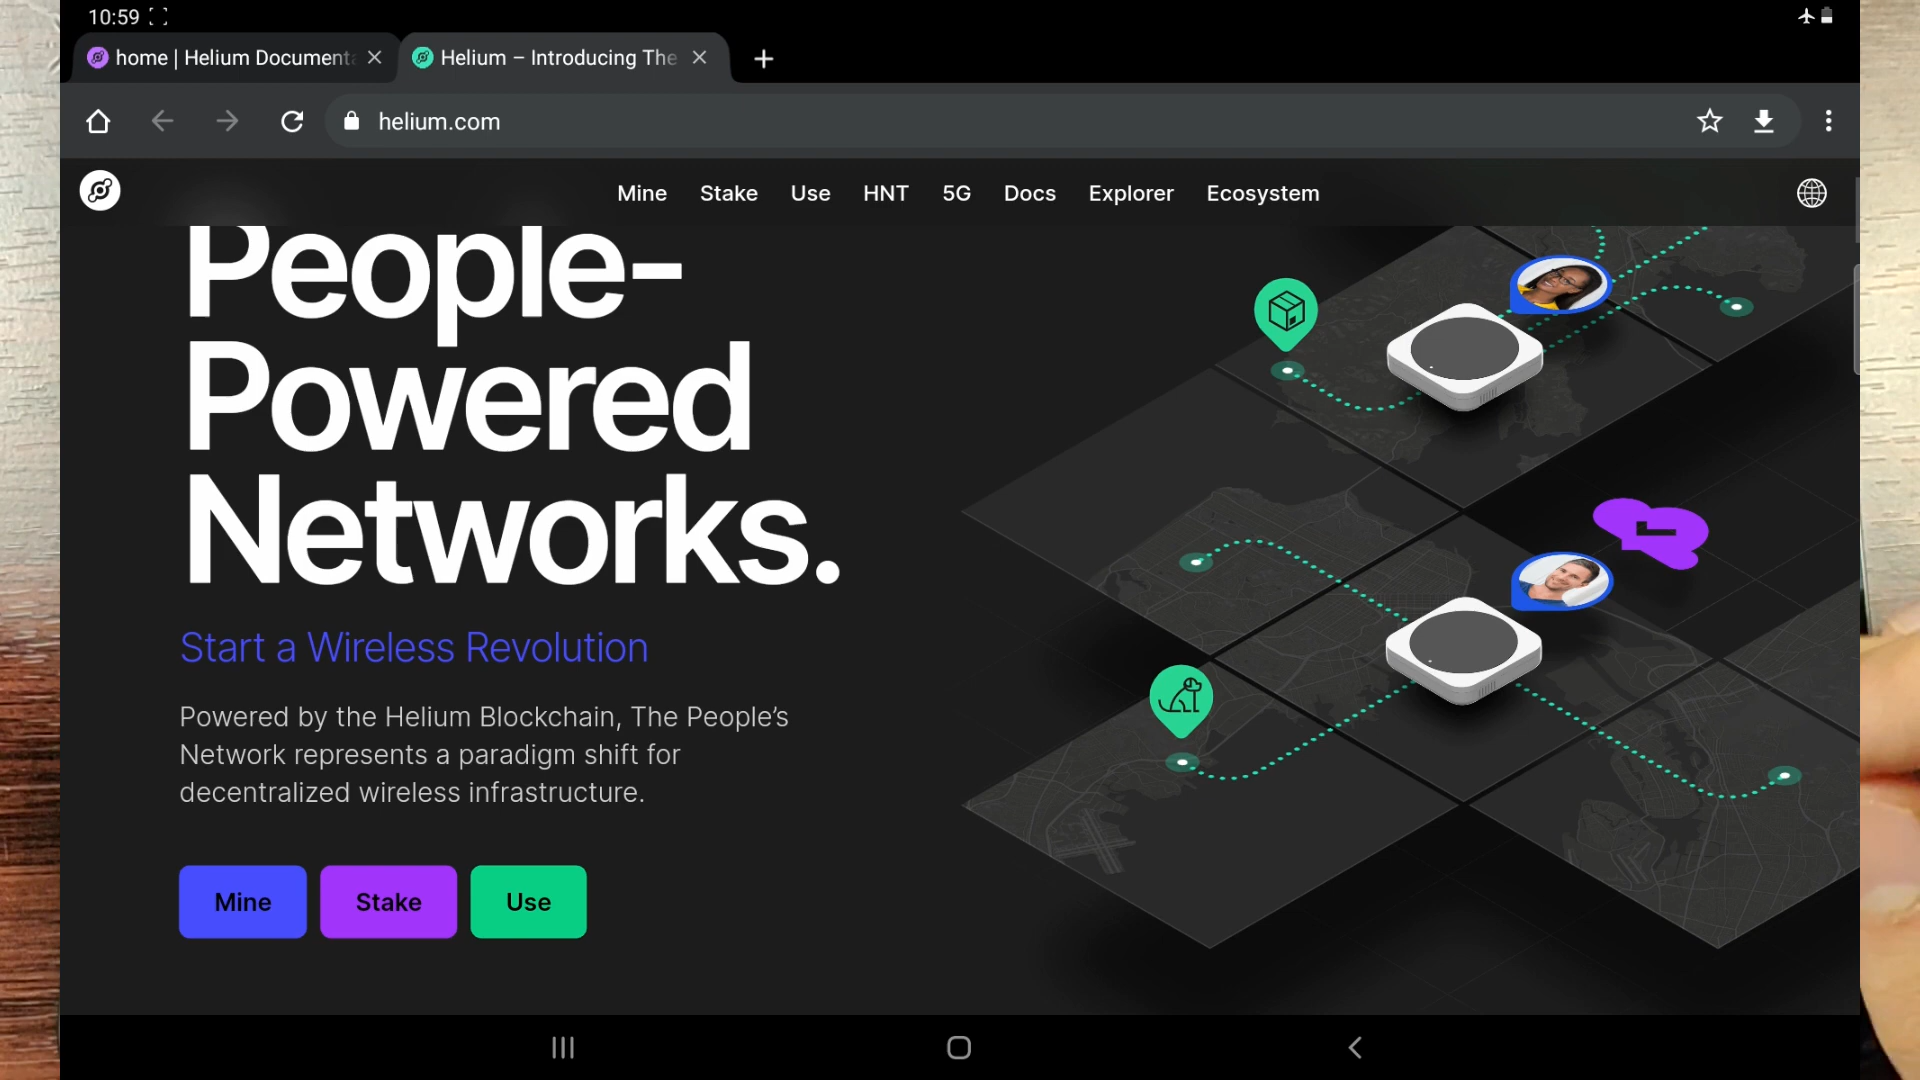 10:59
home | Helium Documenta
Helium – Introducing The
helium.com
Mine Stake Use HNT 5G Docs Explorer Ecosystem
People-
Powered
Networks.
Start a Wireless Revolution
Powered by the Helium Blockchain, The People’s
Network represents a paradigm shift for
decentralized wireless infrastructure.
Mine Stake Use